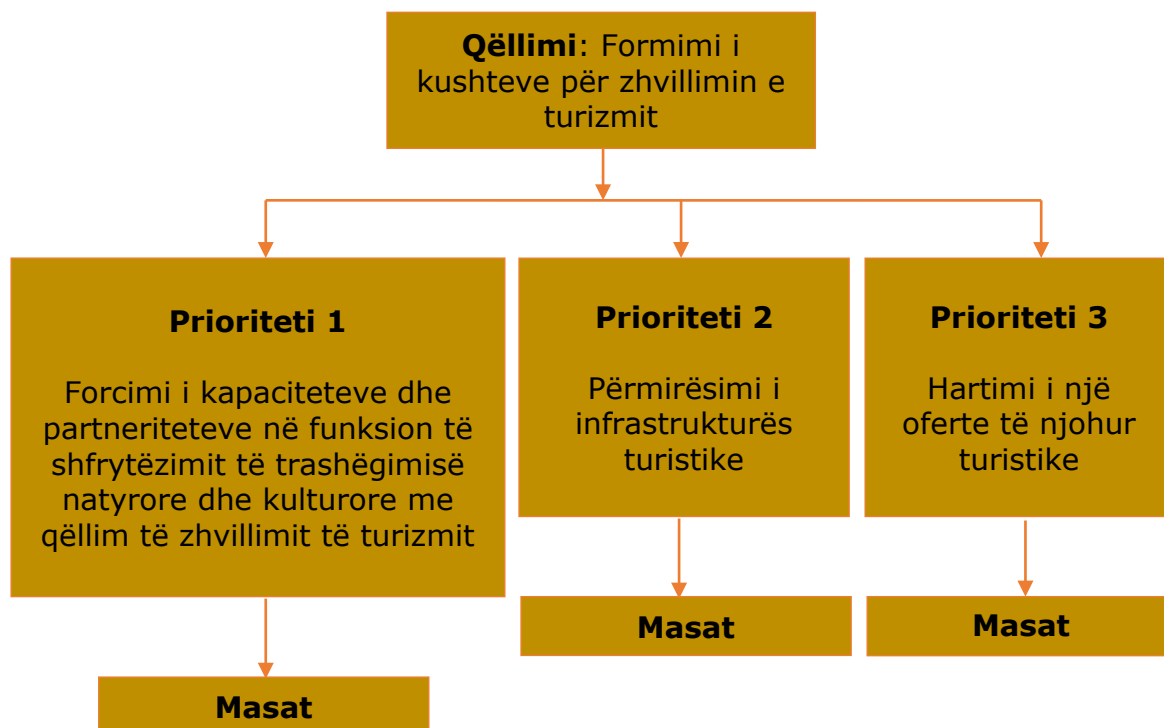 Qëllimi: Formimi i
kushteve për zhvillimin e
turizmit
Prioriteti 1
Forcimi i kapaciteteve dhe
partneriteteve në funksion të
shfrytëzimit të trashëgimisë
natyrore dhe kulturore me
qëllim të zhvillimit të turizmit
Prioriteti 2
Përmirësimi i
infrastrukturës
turistike
Prioriteti 3
Hartimi i një
oferte të njohur
turistike
Masat
Masat
Masat